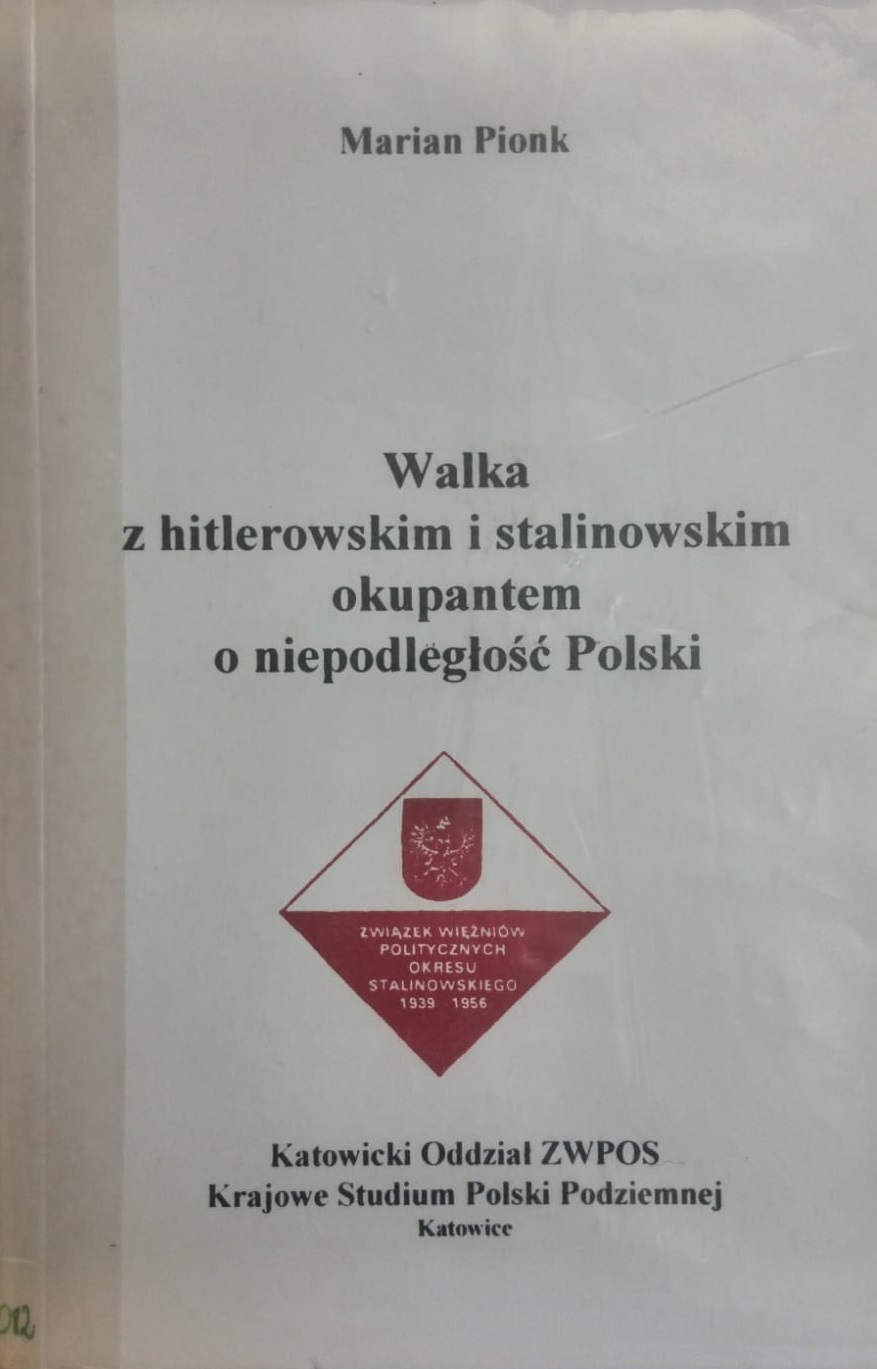 Marian Pionk
Walka
z hitlerowskim i stalinowskim
okupantem
o niepodległość Polski
ZWIĄZEK WIĘŹNIÓW
POLITYCZNYCH
OKRESU
STALINOWSKIEGO
1939 1956
Katowicki Oddział ZWPOS
Krajowe Studium Polski Podziemnej
Katowice